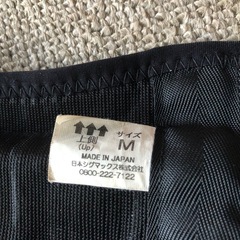 上側 サイズ
(Up) M
MADE IN JAPAN
日本シグマックス株式会社
0800-222-7122